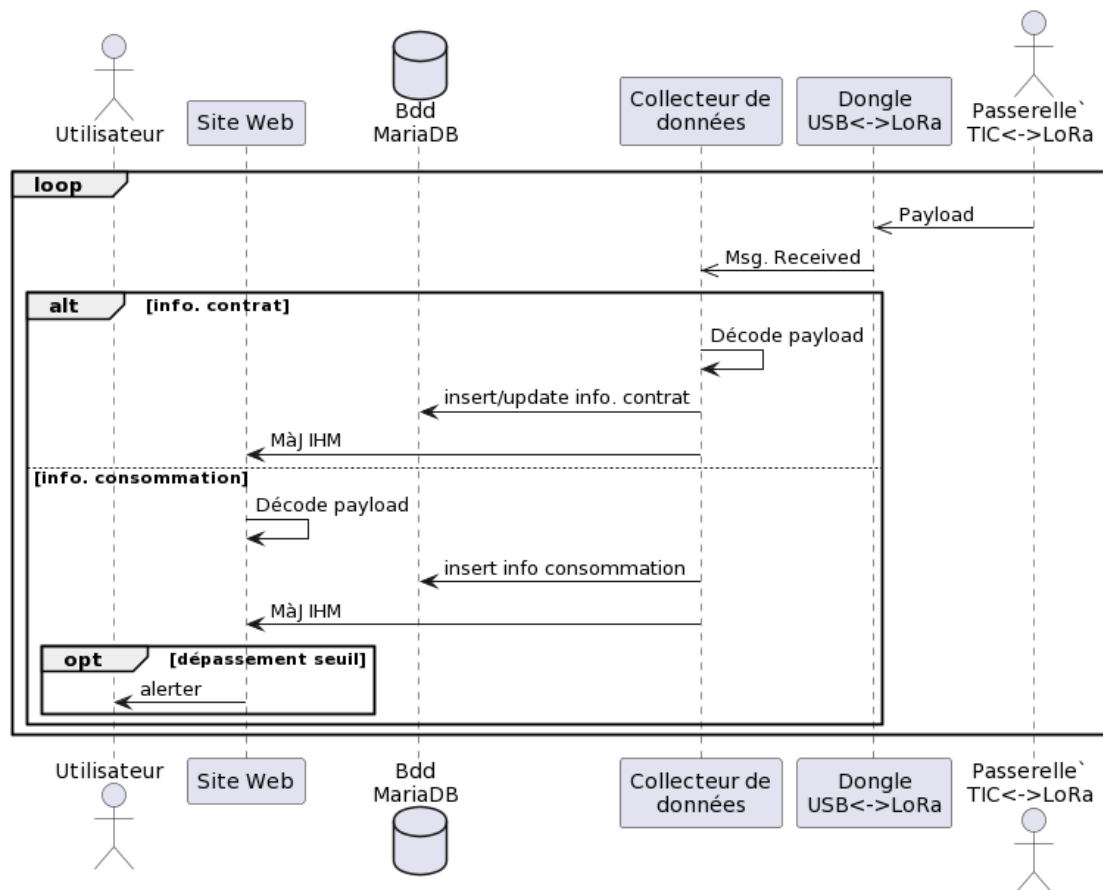 Utilisateur
Site Web
Bdd
MariaDB
Collecteur de
données
Dongle
USB<->LoRa
Passerelle`
TIC<->LoRa
loop
Payload
Msg. Received
alt
[info. contrat]
Décode payload
insert/update info. contrat
MàJ IHM
[info. consommation]
Décode payload
insert info consommation
MàJ IHM
opt
[dépassement seuil]
alerter
Utilisateur
Site Web
Bdd
MariaDB
Collecteur de
données
Dongle
USB<->LoRa
Passerelle`
TIC<->LoRa